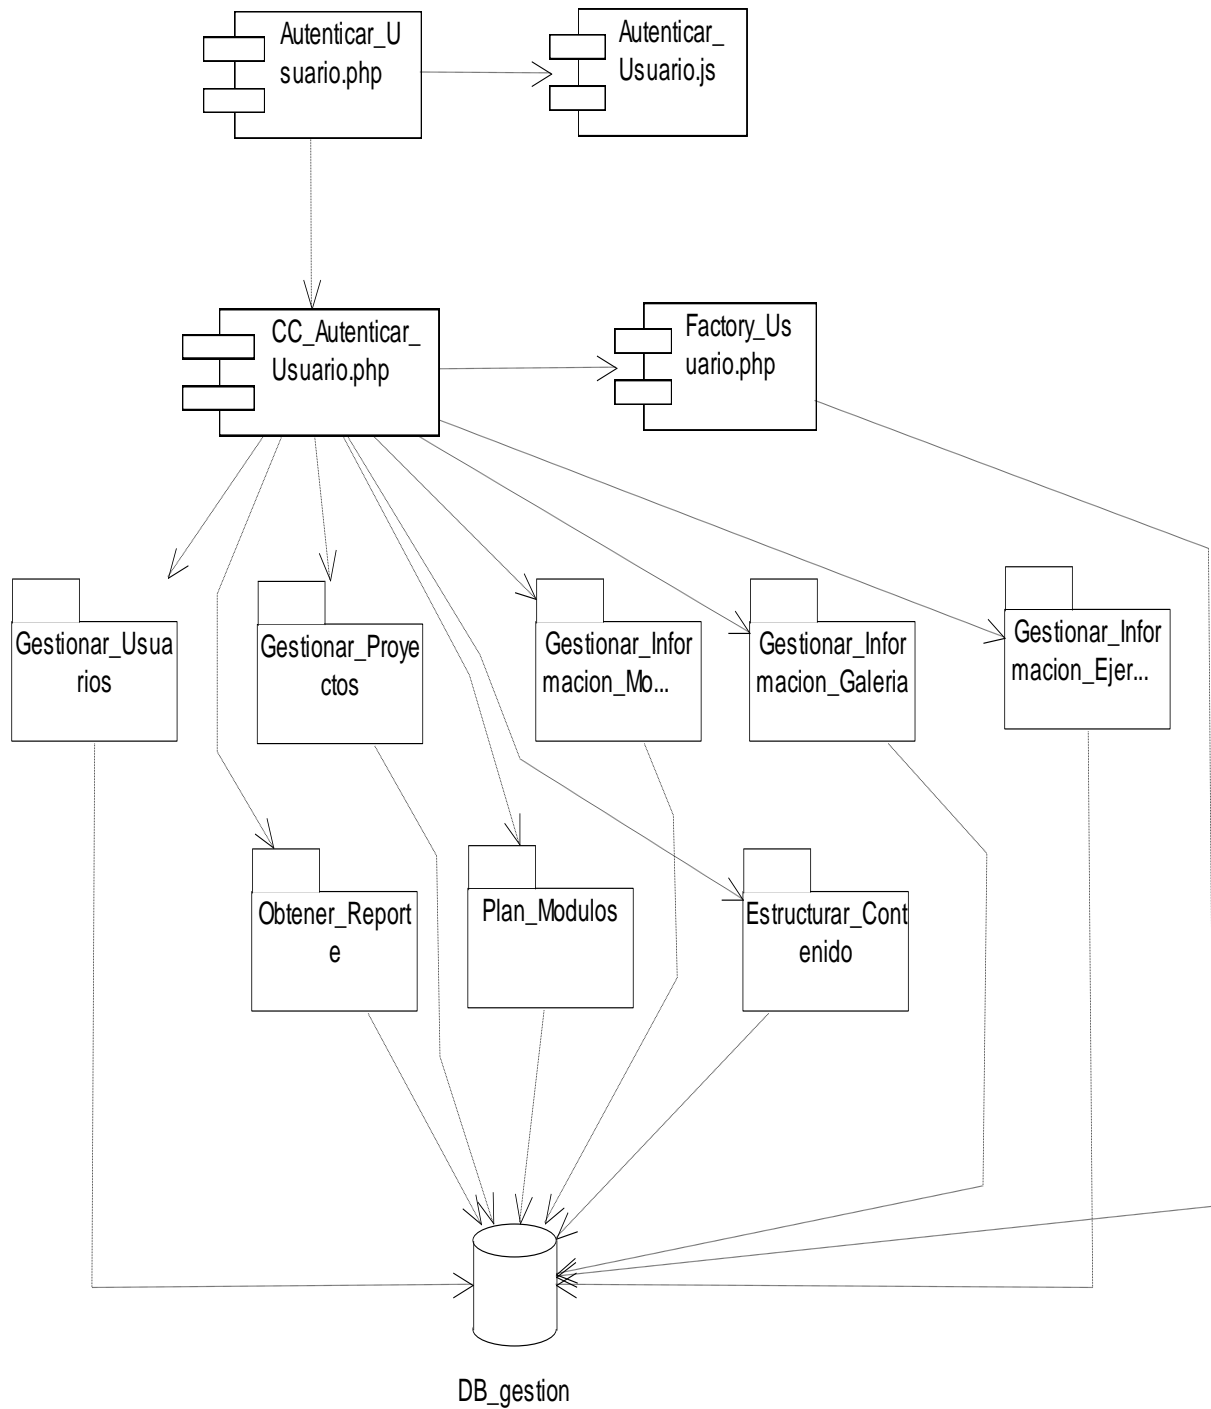 Autenticar_U
suario.php
Autenticar_
Usuario.js
CC_Autenticar_
Usuario.php
Factory_Us
uario.php
Gestionar_Usua
rios
Gestionar_Proye
ctos
Gestionar_Infor
macion_Mo...
Gestionar_Infor
macion_Galeria
Gestionar_Infor
macion_Ejer...
Obtener_Report
e
Plan_Modulos
Estructurar_Cont
enido
DB_gestion